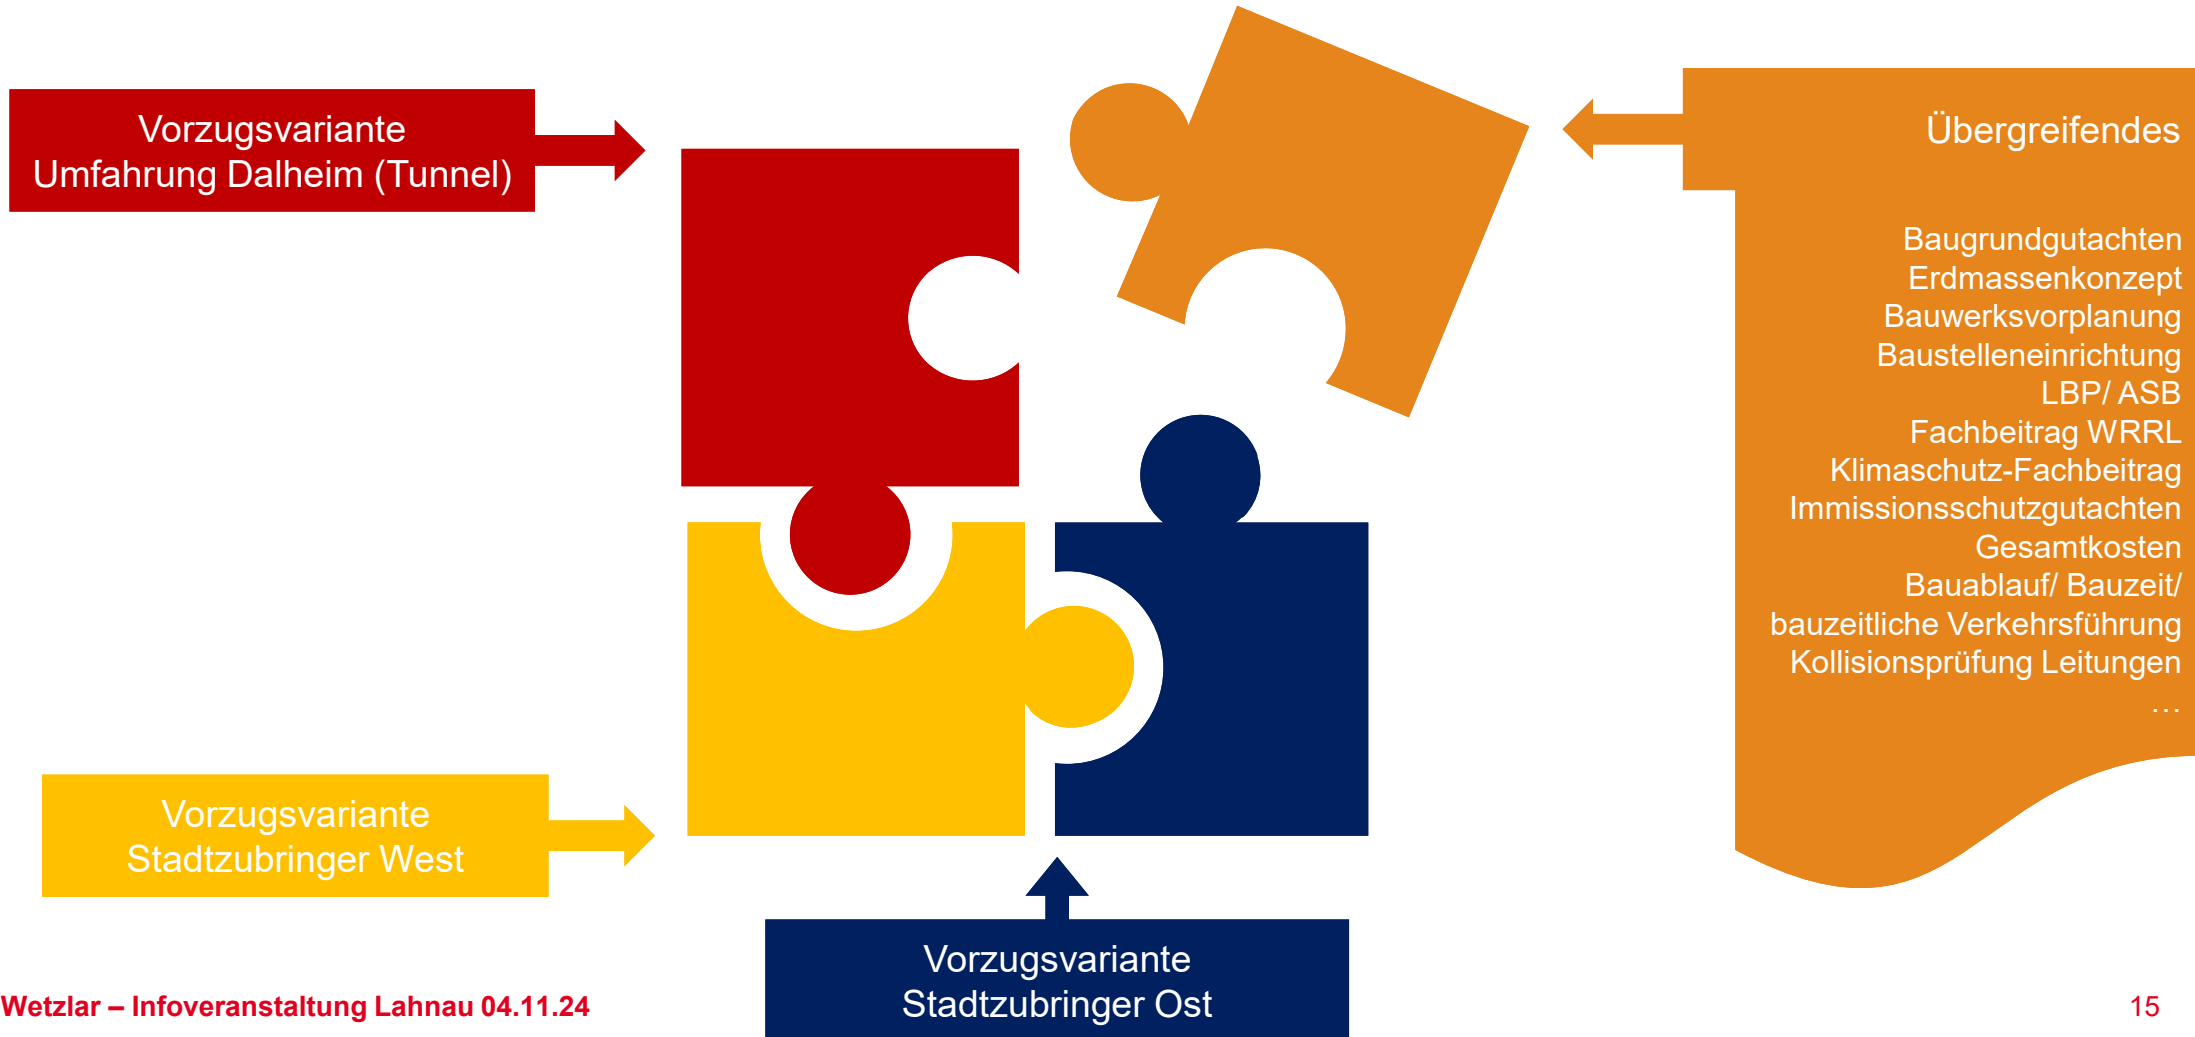 Vorzugsvariante
Umfahrung Dalheim (Tunnel)
Übergreifendes
Baugrundgutachten
Erdmassenkonzept
Bauwerksvorplanung
Baustelleneinrichtung
LBP/ ASB
Fachbeitrag WRRL
Klimaschutz-Fachbeitrag
Immissionsschutzgutachten
Gesamtkosten
Bauablauf/ Bauzeit/
bauzeitliche Verkehrsführung
Kollisionsprüfung Leitungen
…
Vorzugsvariante
Stadtzubringer West
Vorzugsvariante
Stadtzubringer Ost
Wetzlar – Infoveranstaltung Lahnau 04.11.24
15